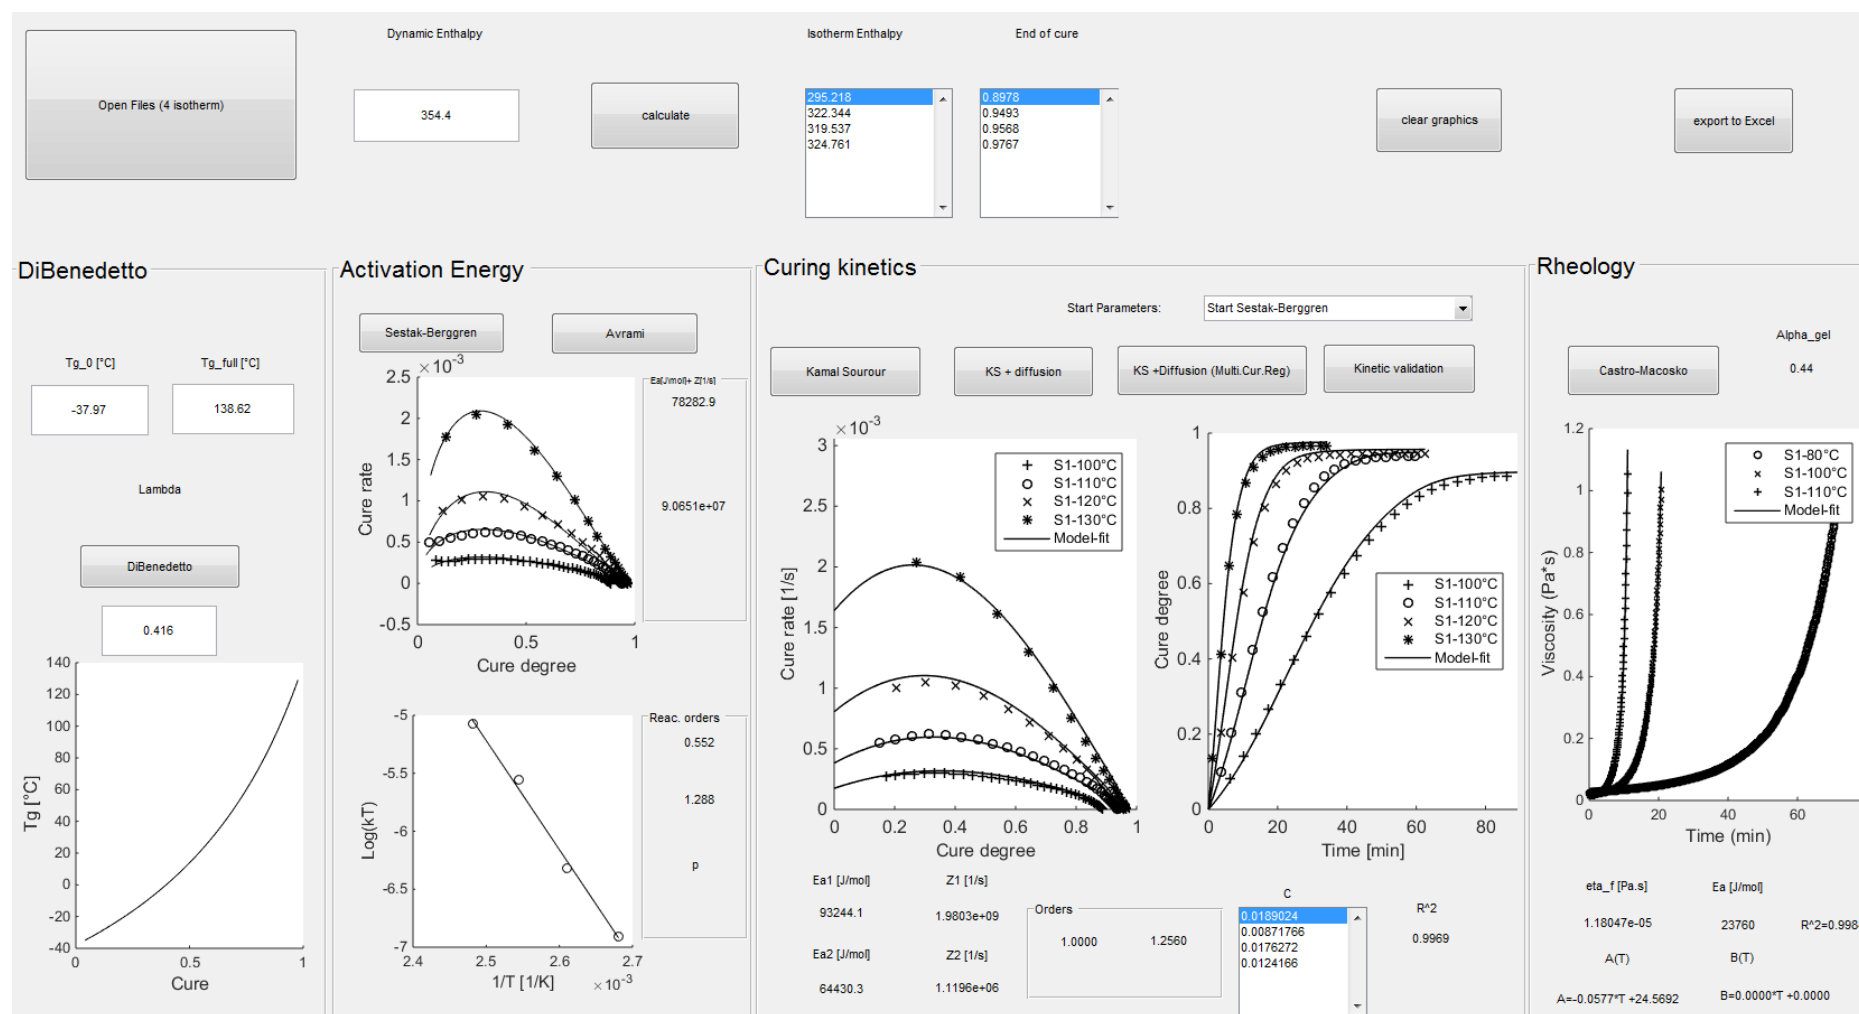 Dynamic Enthalpy
Isotherm Enthalpy
End of cure
Open Files (4 isotherm)
354.4
calculate
295.218
322.344
319.537
324.761
0.8978
0.9493
0.9568
0.9767
clear graphics
export to Excel
DiBenedetto
Tg_0 [°C]
Tg_full [°C]
-37.97
138.62
Lambda
DiBenedetto
0.416
140
120
100
80
60
40
20
0
-20
-40
0
0.5
1
Tg [°C]
Cure
Activation Energy
Sestak-Berggren
Avrami
×10-3
2.5
2
1.5
1
0.5
0
-0.5
0
0.5
1
Cure rate
Cure degree
Ea[J/mol]+ Z[1/s]
78282.9
9.0651e+07
-5
-5.5
-6
-6.5
-7
2.4
2.5
2.6
2.7
Log(kT)
1/T [1/K]
×10-3
Reac. orders
0.552
1.288
p
Curing kinetics
Start Parameters:
Start Sestak-Berggren
Kamal Sourour
KS + diffusion
KS +Diffusion (Multi.Cur.Reg)
Kinetic validation
×10-3
3
2.5
2
1.5
1
0.5
0
0
0.2
0.4
0.6
0.8
1
Cure rate [1/s]
Cure degree
S1-100°C
S1-110°C
S1-120°C
S1-130°C
Model-fit
1
0.8
0.6
0.4
0.2
0
0
20
40
60
80
Cure degree
Time [min]
S1-100°C
S1-110°C
S1-120°C
S1-130°C
Model-fit
Ea1 [J/mol]
Z1 [1/s]
93244.1
1.9803e+09
Ea2 [J/mol]
Z2 [1/s]
64430.3
1.1196e+06
Orders
1.0000
1.2560
C
0.0189024
0.00871766
0.0176272
0.0124166
R^2
0.9969
Rheology
Alpha_gel
Castro-Macosko
0.44
1.2
1
0.8
0.6
0.4
0.2
0
0
20
40
60
Viscosity (Pa*s)
Time (min)
S1-80°C
S1-100°C
S1-110°C
Model-fit
eta_f [Pa.s]
Ea [J/mol]
1.18047e-05
23760
R^2=0.998
A(T)
B(T)
A=-0.0577*T +24.5692
B=0.0000*T +0.0000